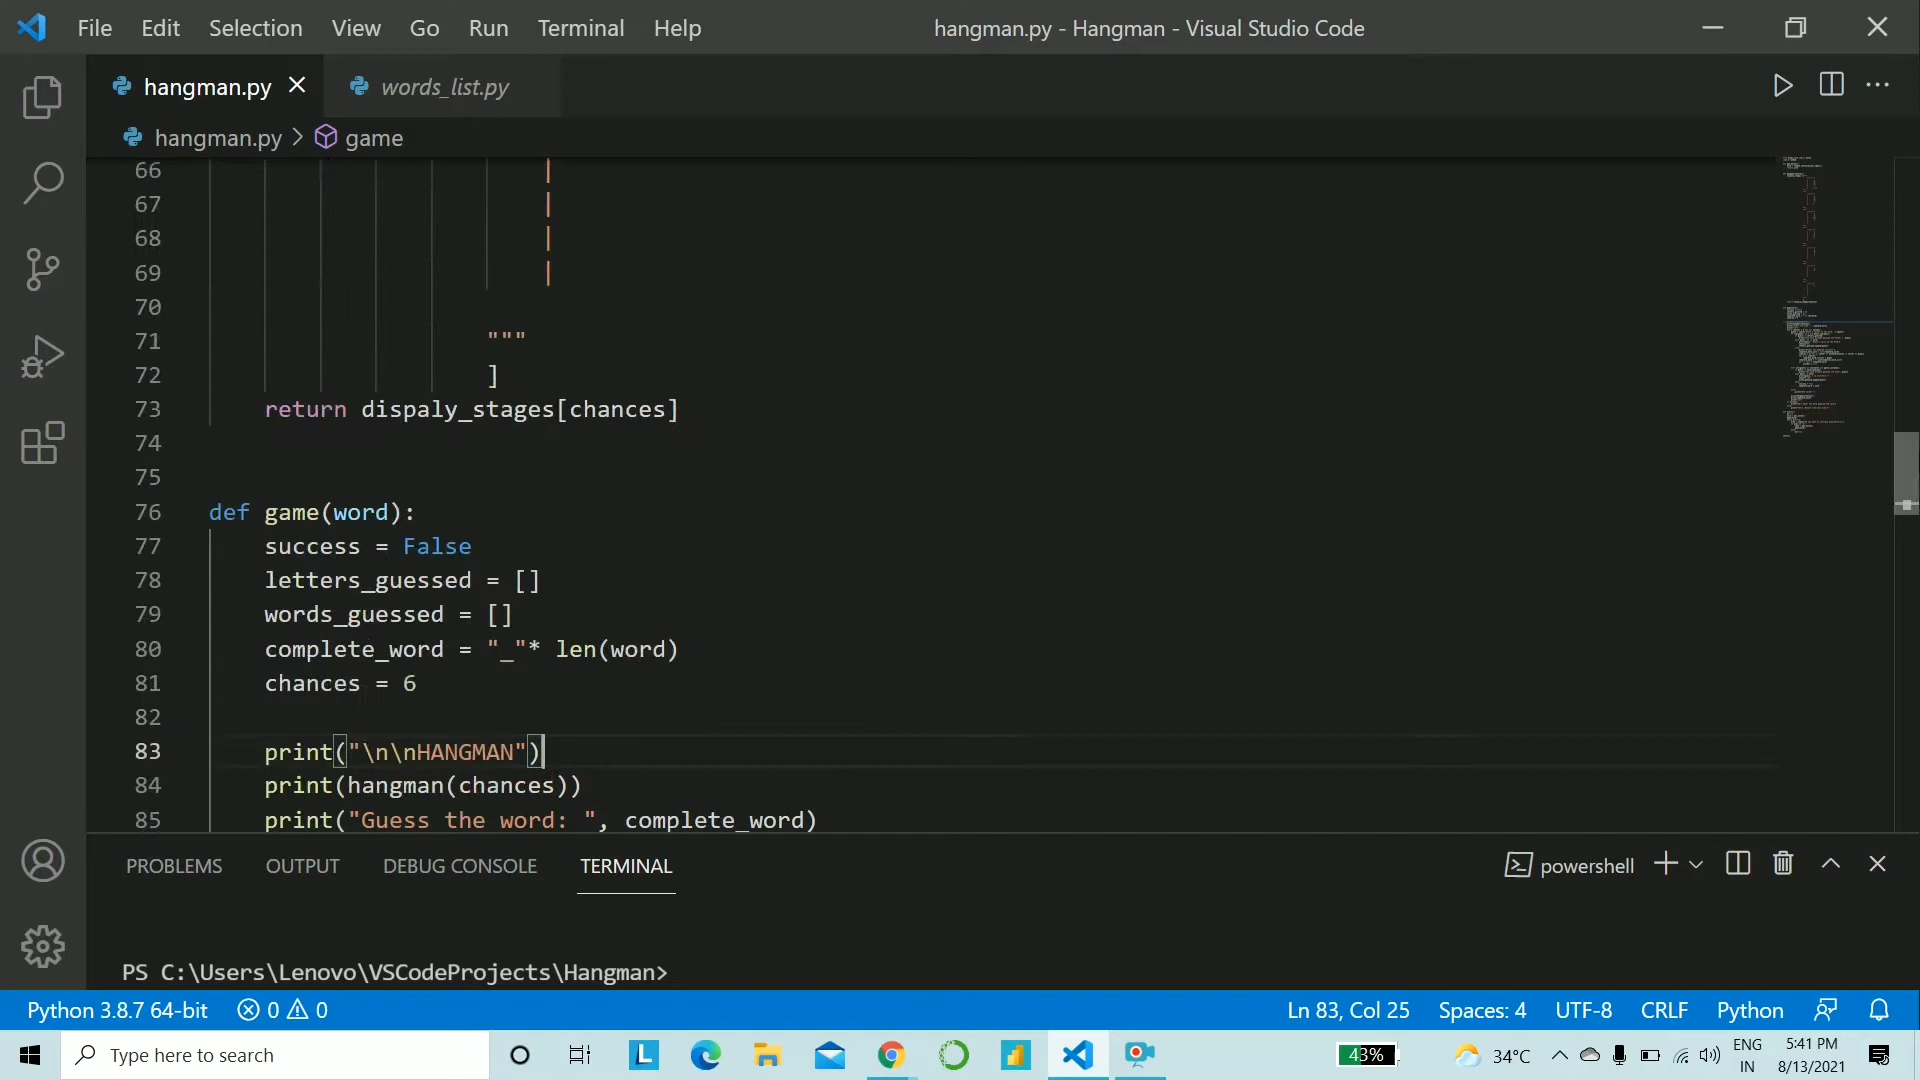 File Edit Selection View Go Run Terminal Help hangman.py - Hangman - Visual Studio Code
hangman.py words_list.py
hangman.py > game
66 |
67 |
68 |
69 |
70
71 """
72 ]
73 return dispaly_stages[chances]
74
75
76 def game(word):
77 success = False
78 letters_guessed = []
79 words_guessed = []
80 complete_word = "_"* len(word)
81 chances = 6
82
83 print("\n\nHANGMAN")
84 print(hangman(chances))
85 print("Guess the word: ", complete_word)
PROBLEMS OUTPUT DEBUG CONSOLE TERMINAL powershell
PS C:\Users\Lenovo\VSCodeProjects\Hangman>
Python 3.8.7 64-bit 0 0 Ln 83, Col 25 Spaces: 4 UTF-8 CRLF Python
Type here to search L 43% 34°C ENG IN 5:41 PM 8/13/2021